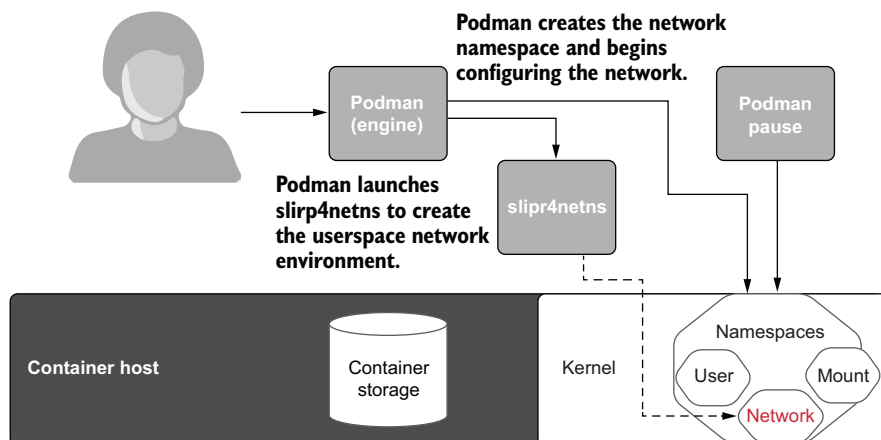 Podman creates the network
namespace and begins
configuring the network.
Podman
(engine)
Podman
pause
Podman launches
slirp4netns to create
the userspace network
environment.
slipr4netns
Container host
Container
storage
Kernel
Namespaces
User
Mount
Network